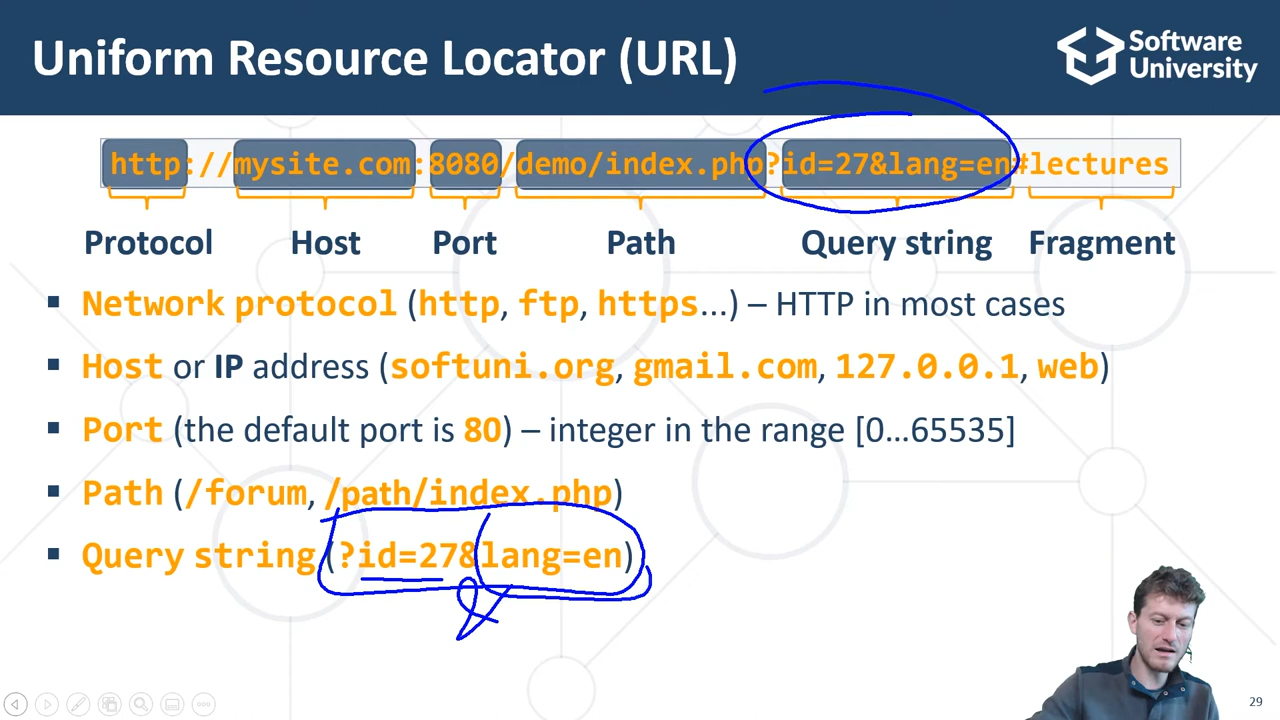 Uniform Resource Locator (URL)
Software
University
http://mysite.com:8080/demo/index.php?id=27&lang=en#lectures
Protocol Host Port Path Query string Fragment
▪ Network protocol (http, ftp, https...) – HTTP in most cases
▪ Host or IP address (softuni.org, gmail.com, 127.0.0.1, web)
▪ Port (the default port is 80) – integer in the range [0…65535]
▪ Path (/forum, /path/index.php)
▪ Query string (?id=27&lang=en)
&
29